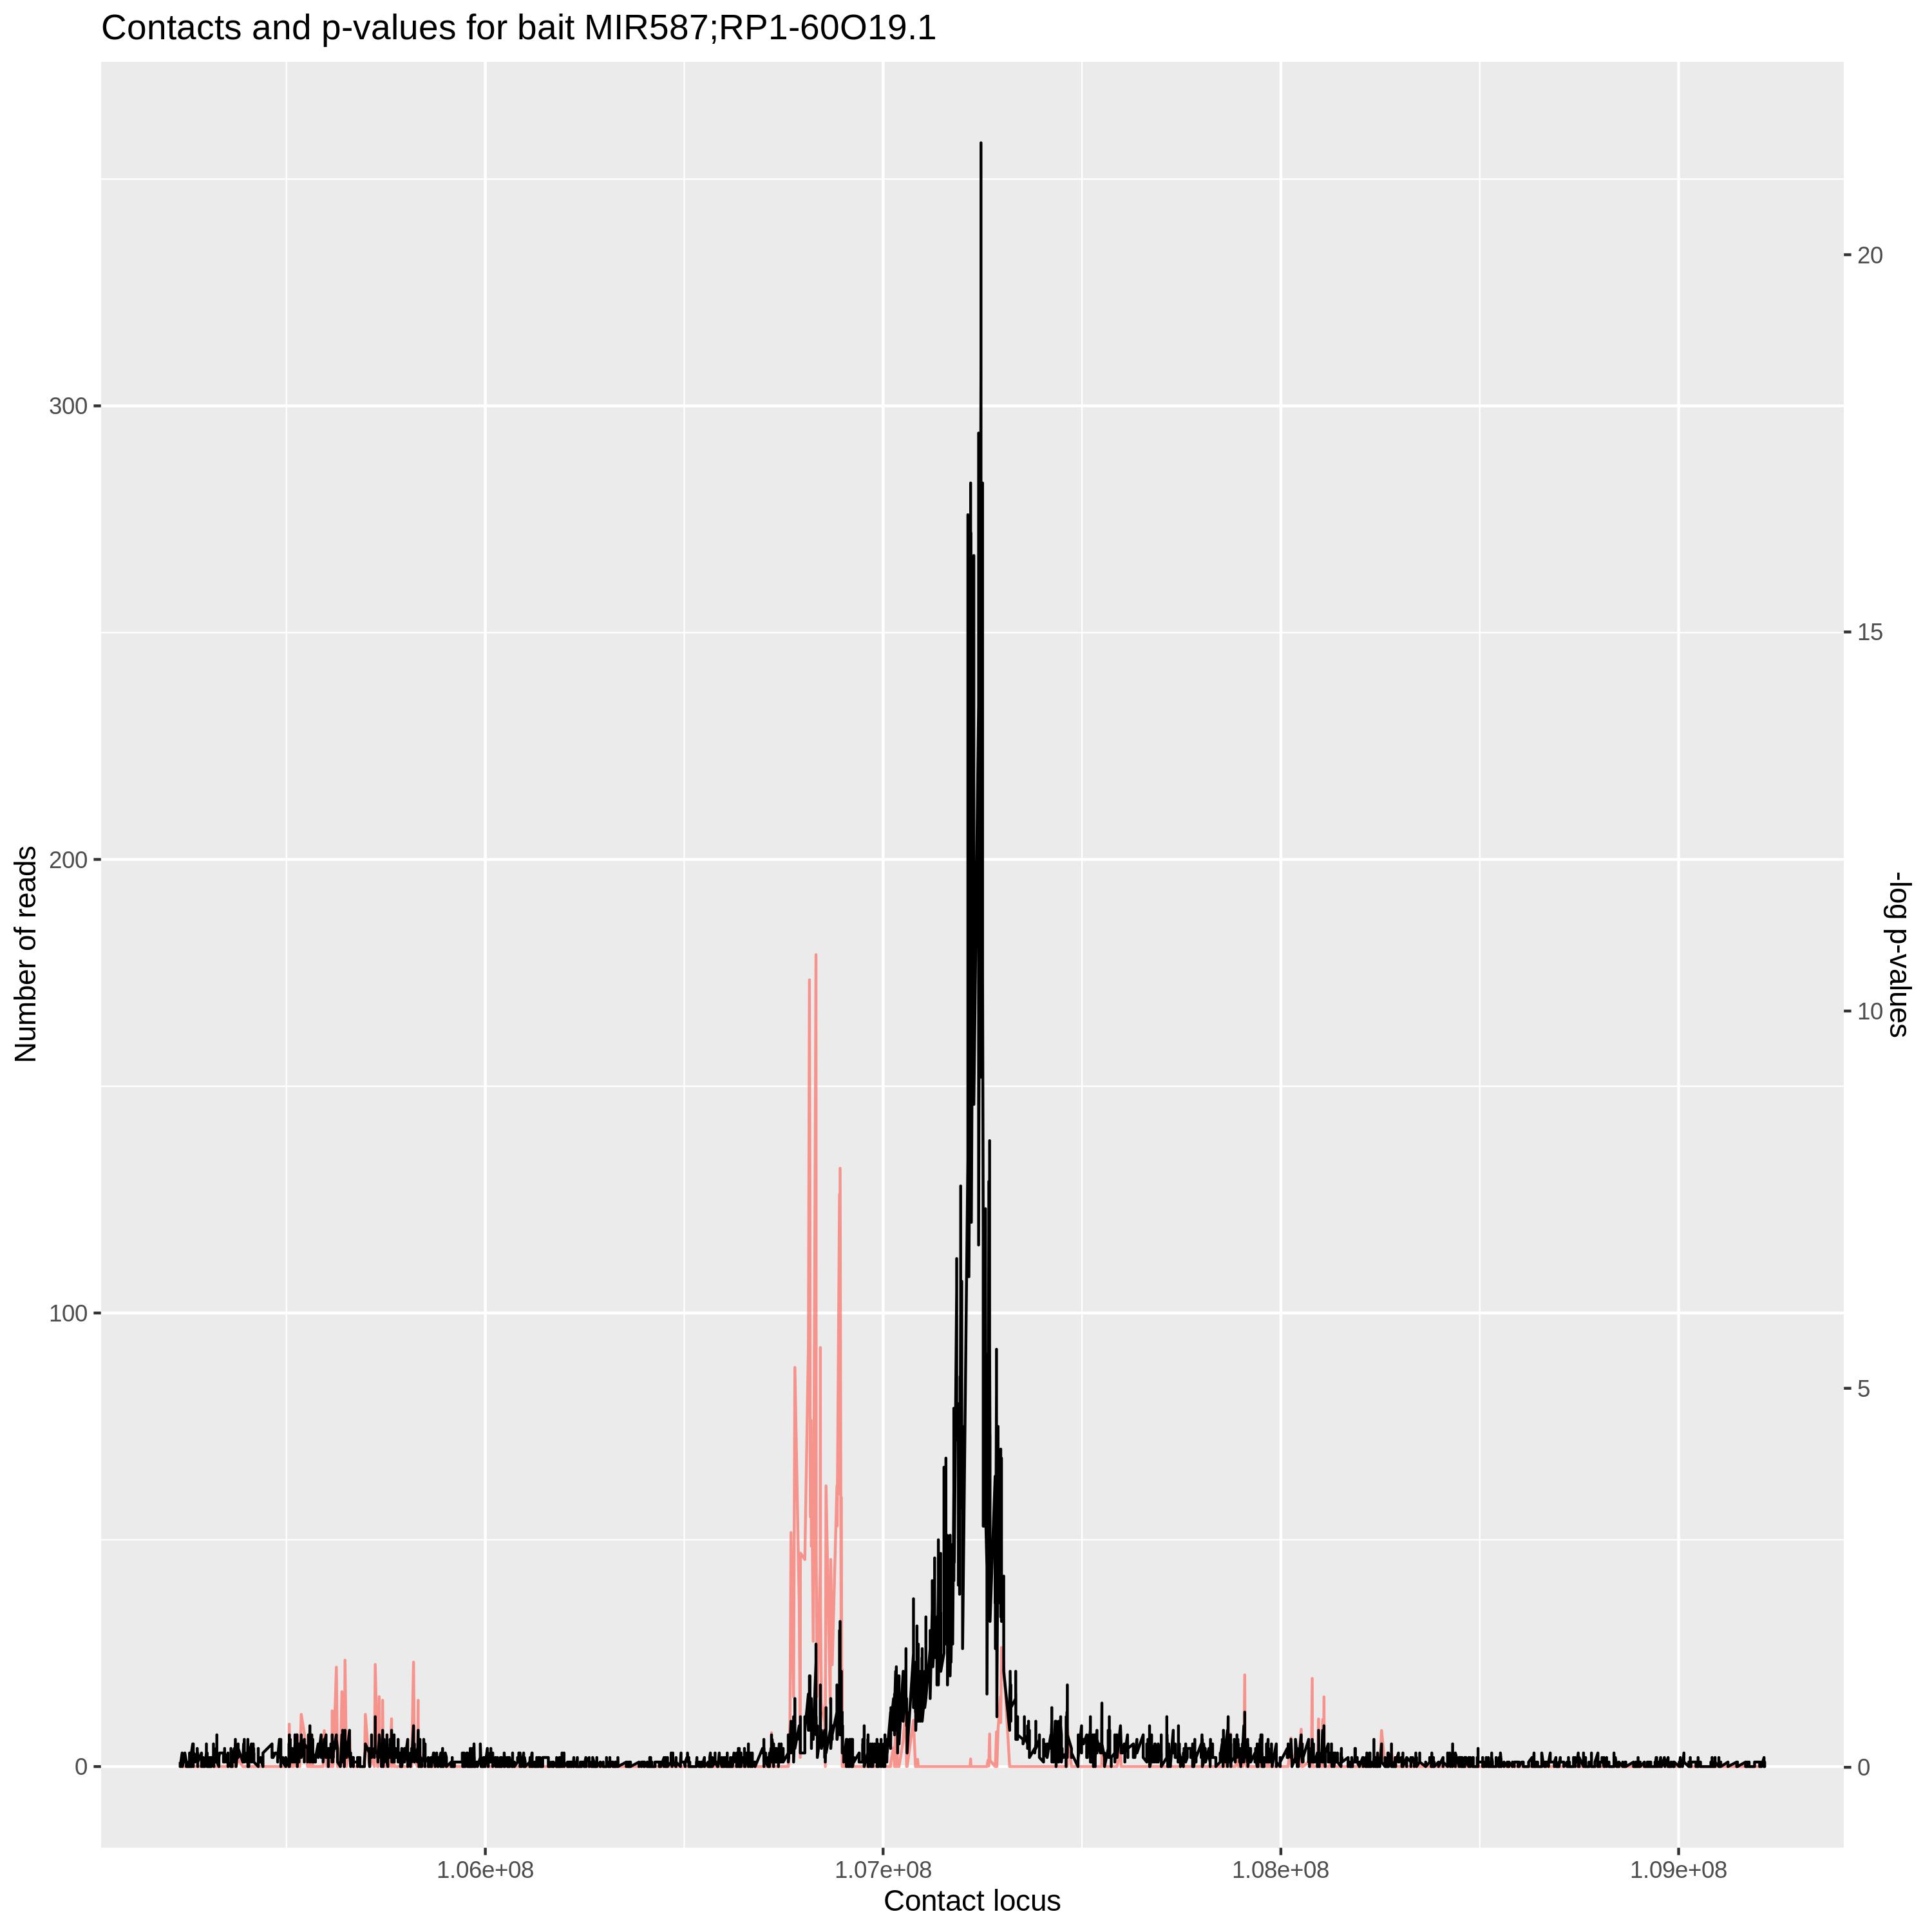 Contacts and p-values for bait MIR587;RP1-60O19.1
Number of reads
300
200
100
0
20
15
10
5
0
-log p-values
1.06e+08
1.07e+08
1.08e+08
1.09e+08
Contact locus